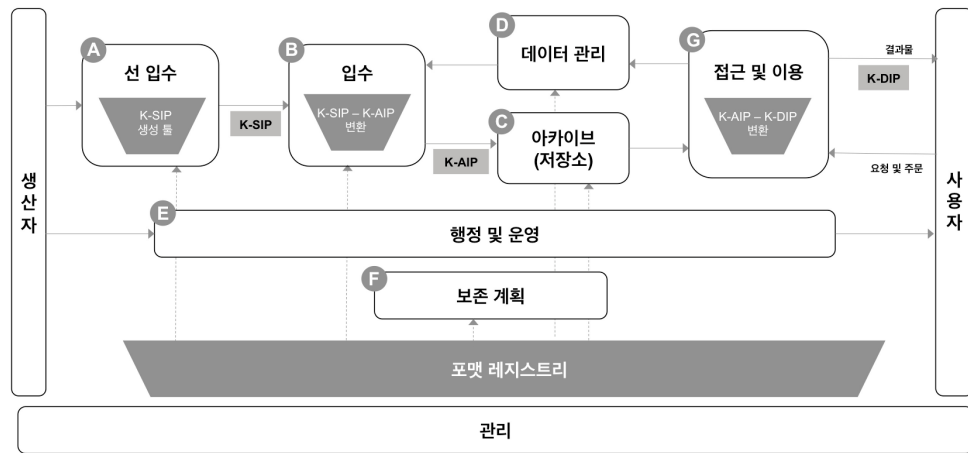 생산자
A
선 입수
K-SIP
생성 툴
K-SIP
B
입수
K-SIP – K-AIP
변환
K-AIP
D
데이터 관리
C
아카이브
(저장소)
G
접근 및 이용
K-AIP – K-DIP
변환
결과물
K-DIP
요청 및 주문
사용자
E
행정 및 운영
F
보존 계획
포맷 레지스트리
관리